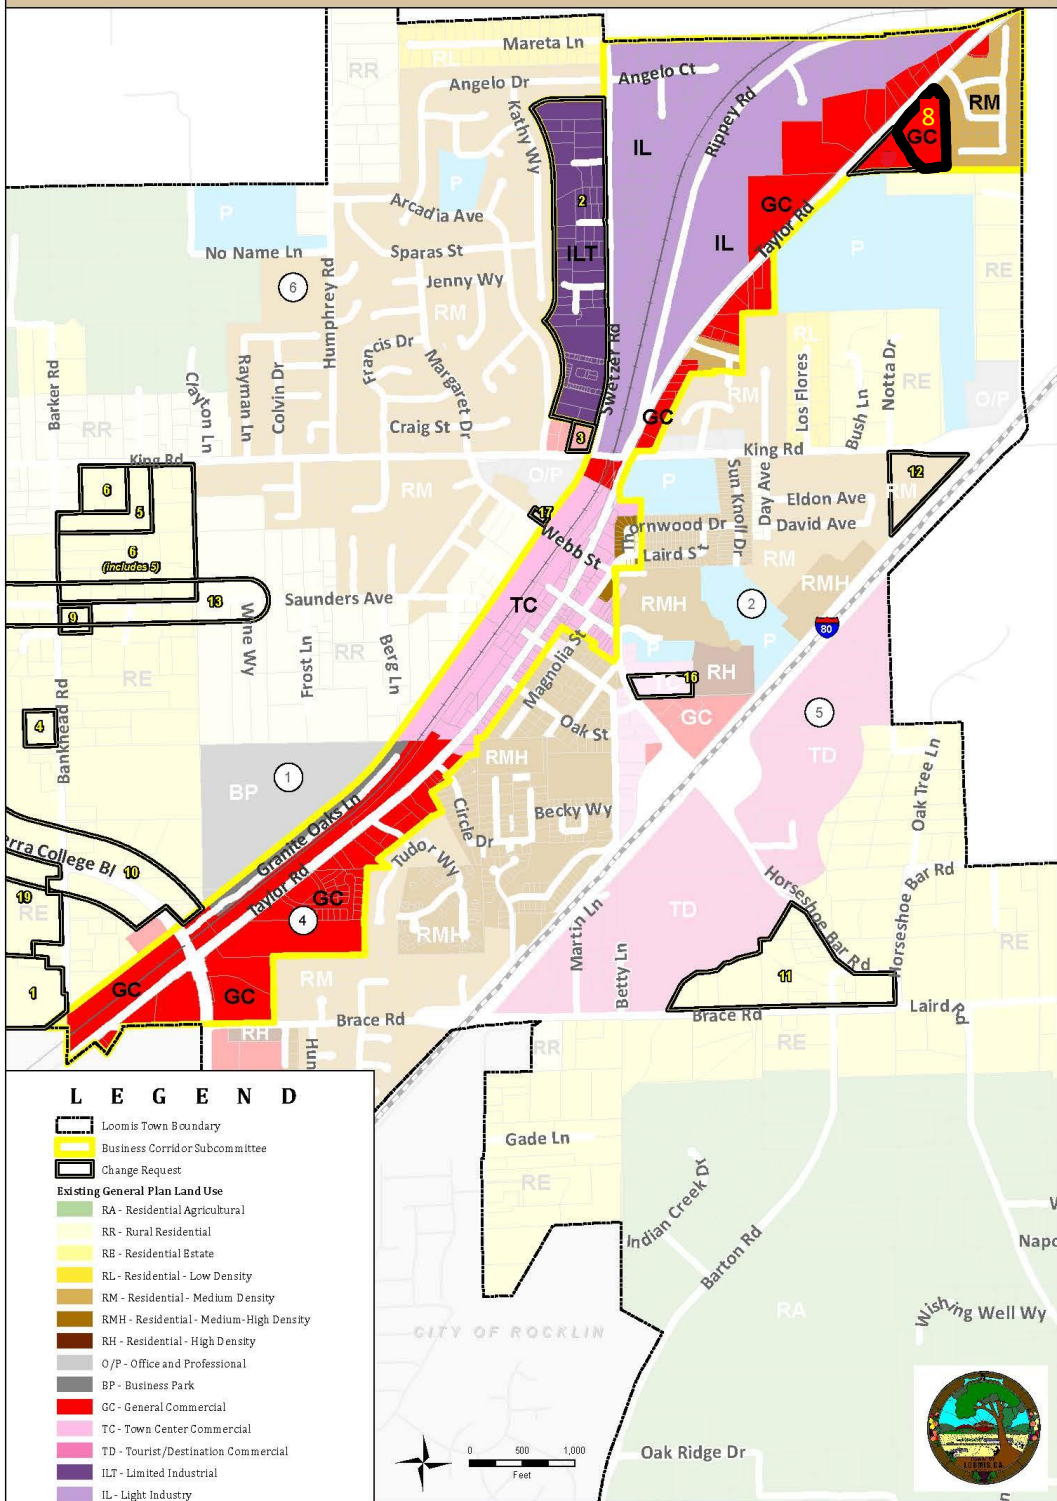 Mareta Ln
RL
RR
Angelo Dr
Angelo Ct
Kathy Wy
Rippey Rd
8
GC
RM
IL
P
2
Arcadia Ave
P
No Name Ln
Sparas St
ILT
GC
Taylor Rd
IL
P
RE
6
Jenny Wy
Humphrey Rd
RM
Francis Dr
Margaret Dr
Swetzer Rd
RL
Los Flores
Bush Ln
Notta Dr
RE
O/P
Barker Rd
Clayton Ln
Rayman Ln
Colvin Dr
RR
Craig St
3
GC
RM
King Rd
King Rd
6
5
RM
O/P
P
Sun Knoll Dr
Day Ave
Eldon Ave
12
RM
17
Thornwood Dr
David Ave
6
(includes 5)
Webb St
Laird St
RM
RMH
13
Saunders Ave
TC
RMH
2
80
9
Wine Wy
Frost Ln
RR
Berg Ln
Magnolia St
P
P
RE
16
RH
4
Bankhead Rd
Oak St
GC
5
TD
1
BP
RMH
Oak Tree Ln
Granite Oaks Ln
Circle Dr
Becky Wy
erra College Bl
10
Taylor Rd
Tudor Wy
Horseshoe Bar Rd
Horseshoe Bar Rd
19
RE
GC
4
RMH
Martin Ln
TD
RE
1
GC
GC
RM
Betty Ln
11
Brace Rd
Brace Rd
Laird Rd
RH
Hun
RR
RE
L E G E N D
Loomis Town Boundary
Business Corridor Subcommittee
Change Request
Existing General Plan Land Use
RA - Residential Agricultural
RR - Rural Residential
RE - Residential Estate
RL - Residential - Low Density
RM - Residential - Medium Density
RMH - Residential - Medium-High Density
RH - Residential - High Density
O/P - Office and Professional
BP - Business Park
GC - General Commercial
TC - Town Center Commercial
TD - Tourist/Destination Commercial
ILT - Limited Industrial
IL - Light Industry
Gade Ln
RE
Indian Creek Dr
Barton Rd
Napo
RA
Wishing Well Wy
CITY OF ROCKLIN
0 500 1,000
Feet
Oak Ridge Dr